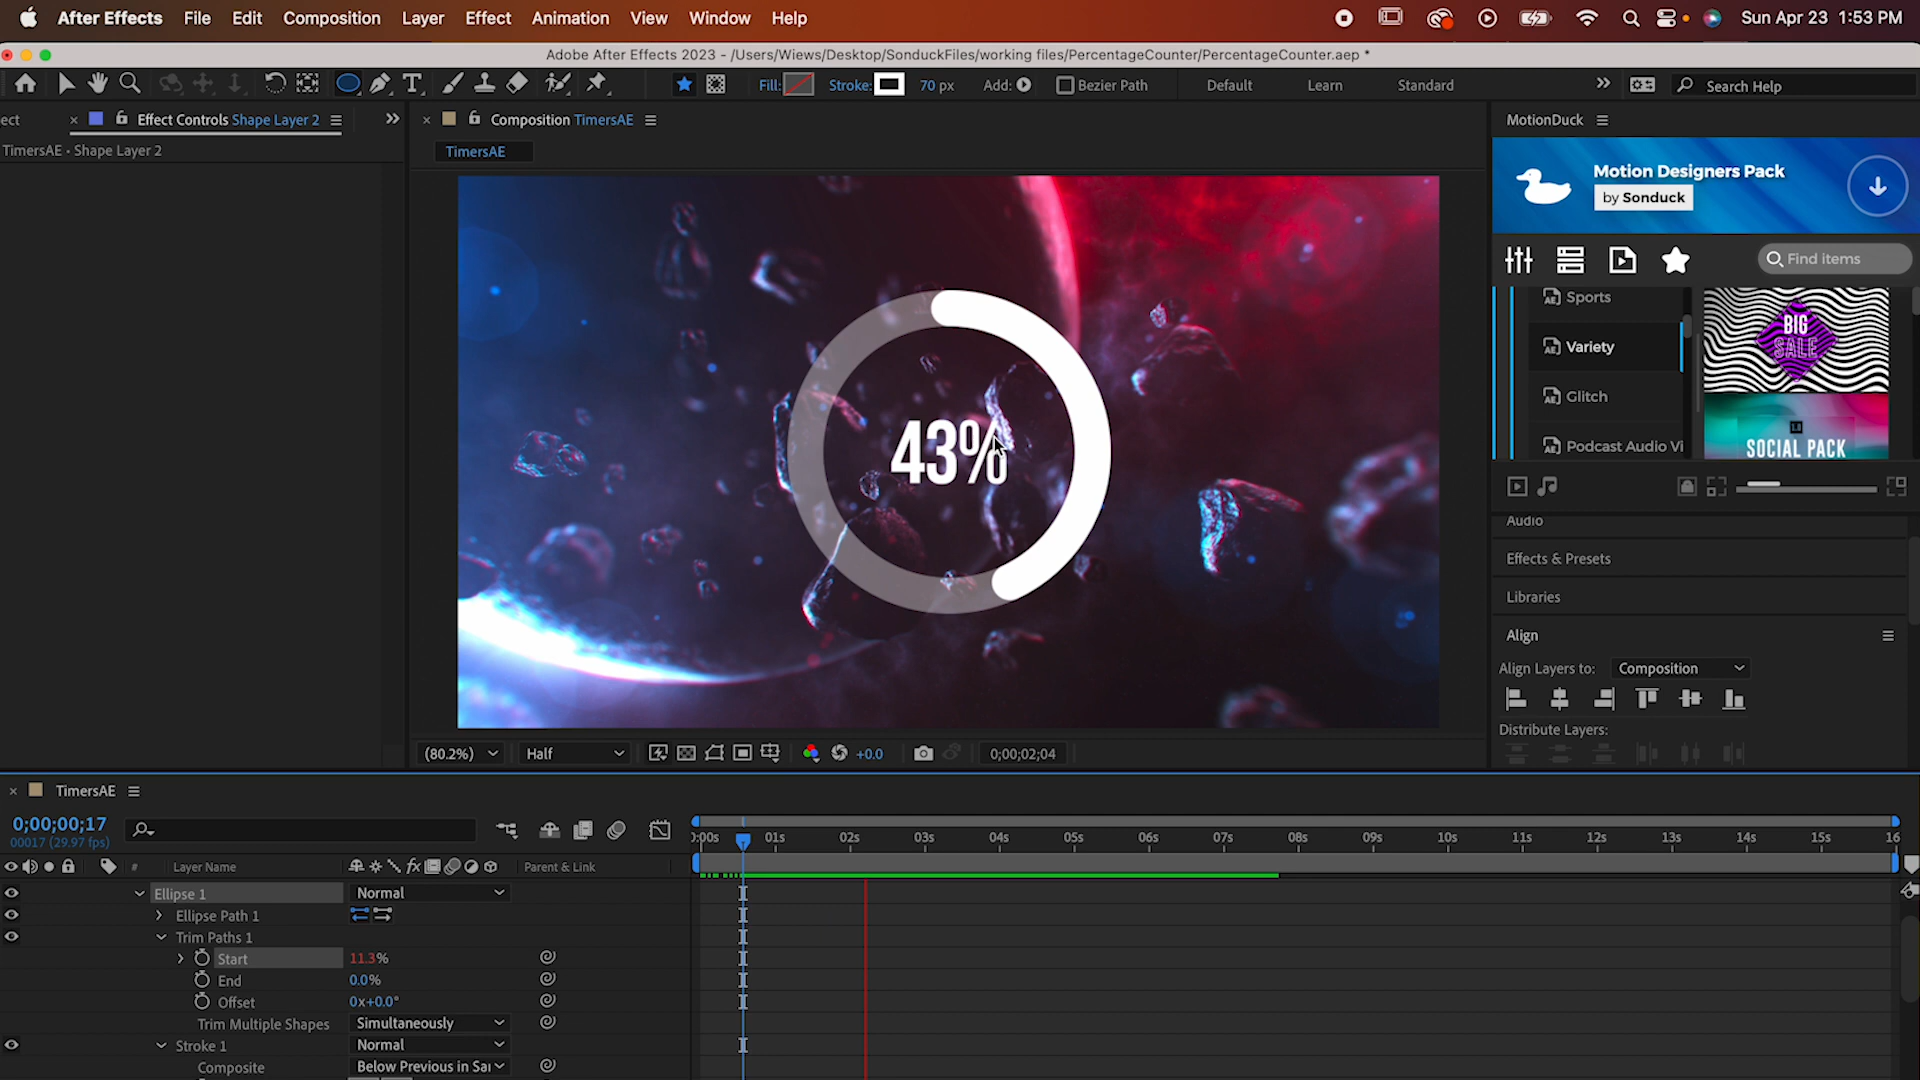 After Effects File Edit Composition Layer Effect Animation View Window Help Sun Apr 23 1:53 PM
Adobe After Effects 2023 - /Users/Wiews/Desktop/SonduckFiles/working files/PercentageCounter/PercentageCounter.aep *
Fill: Stroke: 70 px Add: Bezier Path Default Learn Standard Search Help
ect Effect Controls Shape Layer 2 Composition TimersAE MotionDuck
TimersAE • Shape Layer 2
TimersAE
Motion Designers Pack
by Sonduck
Find items
Sports
Variety
Glitch
Podcast Audio Vi
BIG
SALE
SOCIAL PACK
43%
Audio
Effects & Presets
Libraries
Align
Align Layers to: Composition
Distribute Layers:
(80.2%) Half +0.0 0;00;02;04
TimersAE
0;00;00;17
00017 (29.97 fps)
):00s 01s 02s 03s 04s 05s 06s 07s 08s 09s 10s 11s 12s 13s 14s 15s 16
# Layer Name fx Parent & Link
Ellipse 1 Normal
Ellipse Path 1
Trim Paths 1
Start 11.3%
End 0.0%
Offset 0x+0.0°
Trim Multiple Shapes Simultaneously
Stroke 1 Normal
Composite Below Previous in Sar